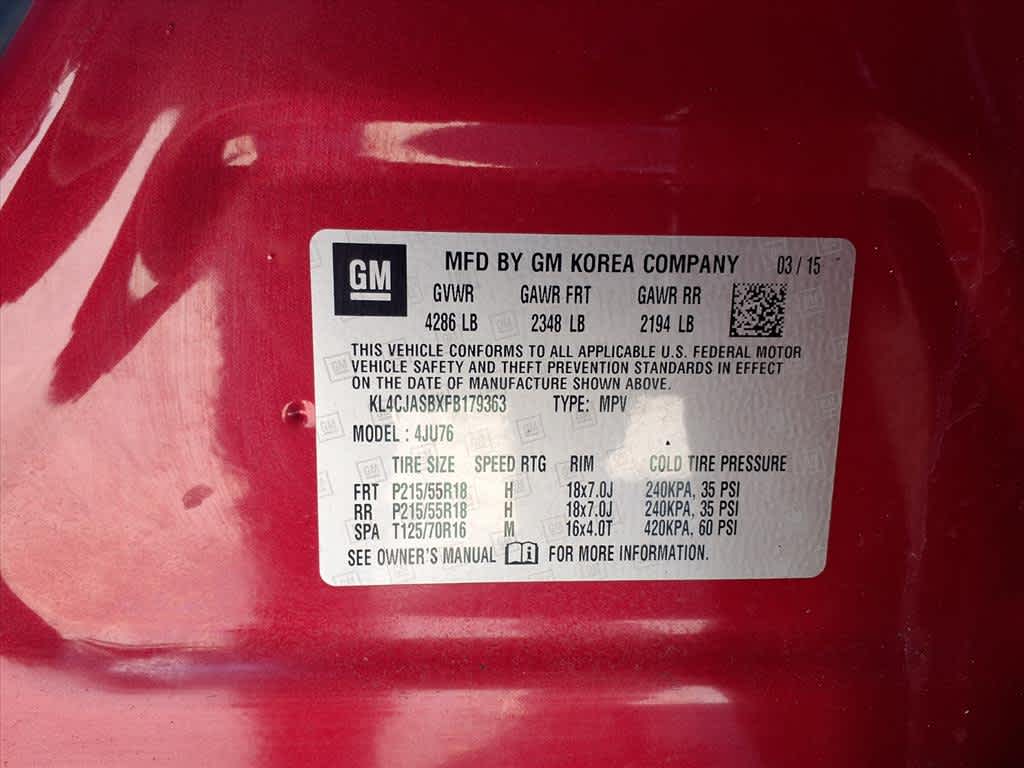 GM MFD BY GM KOREA COMPANY 03 / 15
GVWR GAWR FRT GAWR RR
4286 LB 2348 LB 2194 LB
THIS VEHICLE CONFORMS TO ALL APPLICABLE U.S. FEDERAL MOTOR
VEHICLE SAFETY AND THEFT PREVENTION STANDARDS IN EFFECT
ON THE DATE OF MANUFACTURE SHOWN ABOVE.
KL4CJASBXFB179363 TYPE: MPV
MODEL : 4JU76
TIRE SIZE SPEED RTG RIM COLD TIRE PRESSURE
FRT P215/55R18 H 18x7.0J 240KPA, 35 PSI
RR P215/55R18 H 18x7.0J 240KPA, 35 PSI
SPA T125/70R16 M 16x4.0T 420KPA, 60 PSI
SEE OWNER'S MANUAL i FOR MORE INFORMATION.